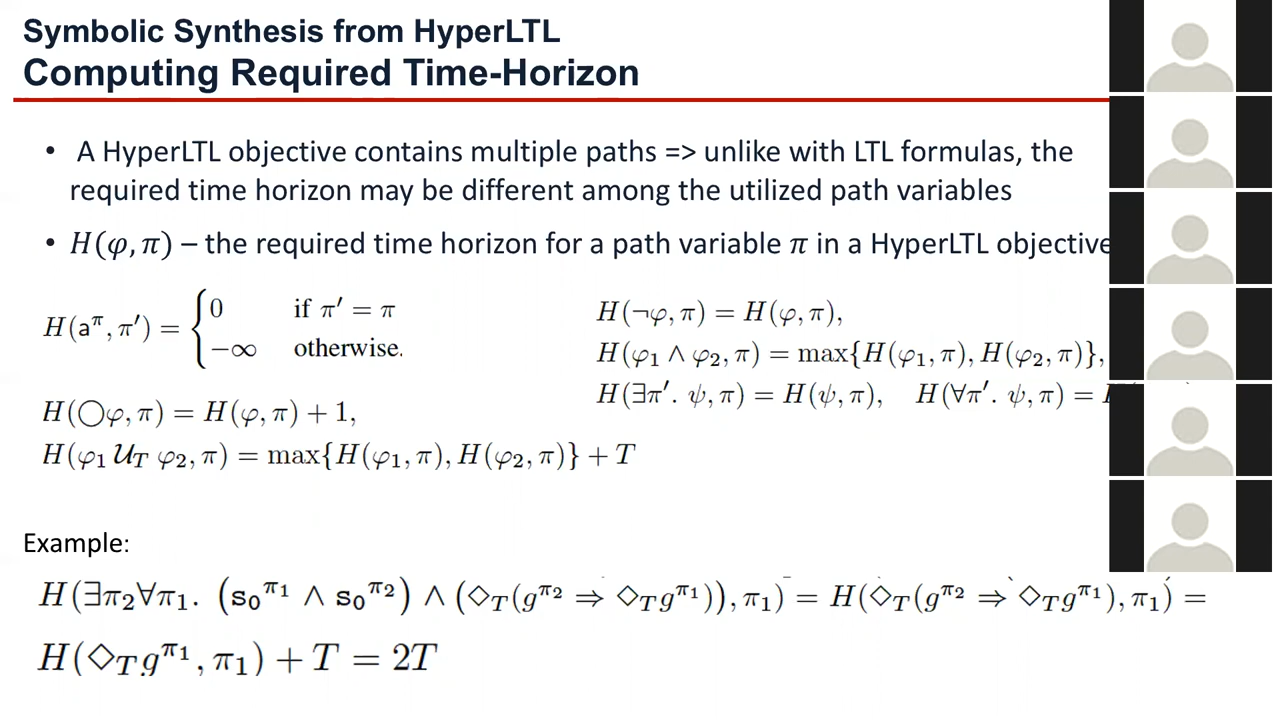 Symbolic Synthesis from HyperLTL
Computing Required Time-Horizon
• A HyperLTL objective contains multiple paths => unlike with LTL formulas, the
required time horizon may be different among the utilized path variables
• H(φ, π) – the required time horizon for a path variable π in a HyperLTL objective
H(a^π, π′) = { 0 if π′ = π
−∞ otherwise.
H(◯φ, π) = H(φ, π) + 1,
H(φ₁ 𝒰_T φ₂, π) = max{H(φ₁, π), H(φ₂, π)} + T
H(¬φ, π) = H(φ, π),
H(φ₁ ∧ φ₂, π) = max{H(φ₁, π), H(φ₂, π)},
H(∃π′. ψ, π) = H(ψ, π), H(∀π′. ψ, π) =
Example:
H(∃π₂∀π₁. (s₀^π₁ ∧ s₀^π₂) ∧ (◇_T(g^π₂ ⇒ ◇_T g^π₁)), π₁) = H(◇_T(g^π₂ ⇒ ◇_T g^π₁), π₁) =
H(◇_T g^π₁, π₁) + T = 2T